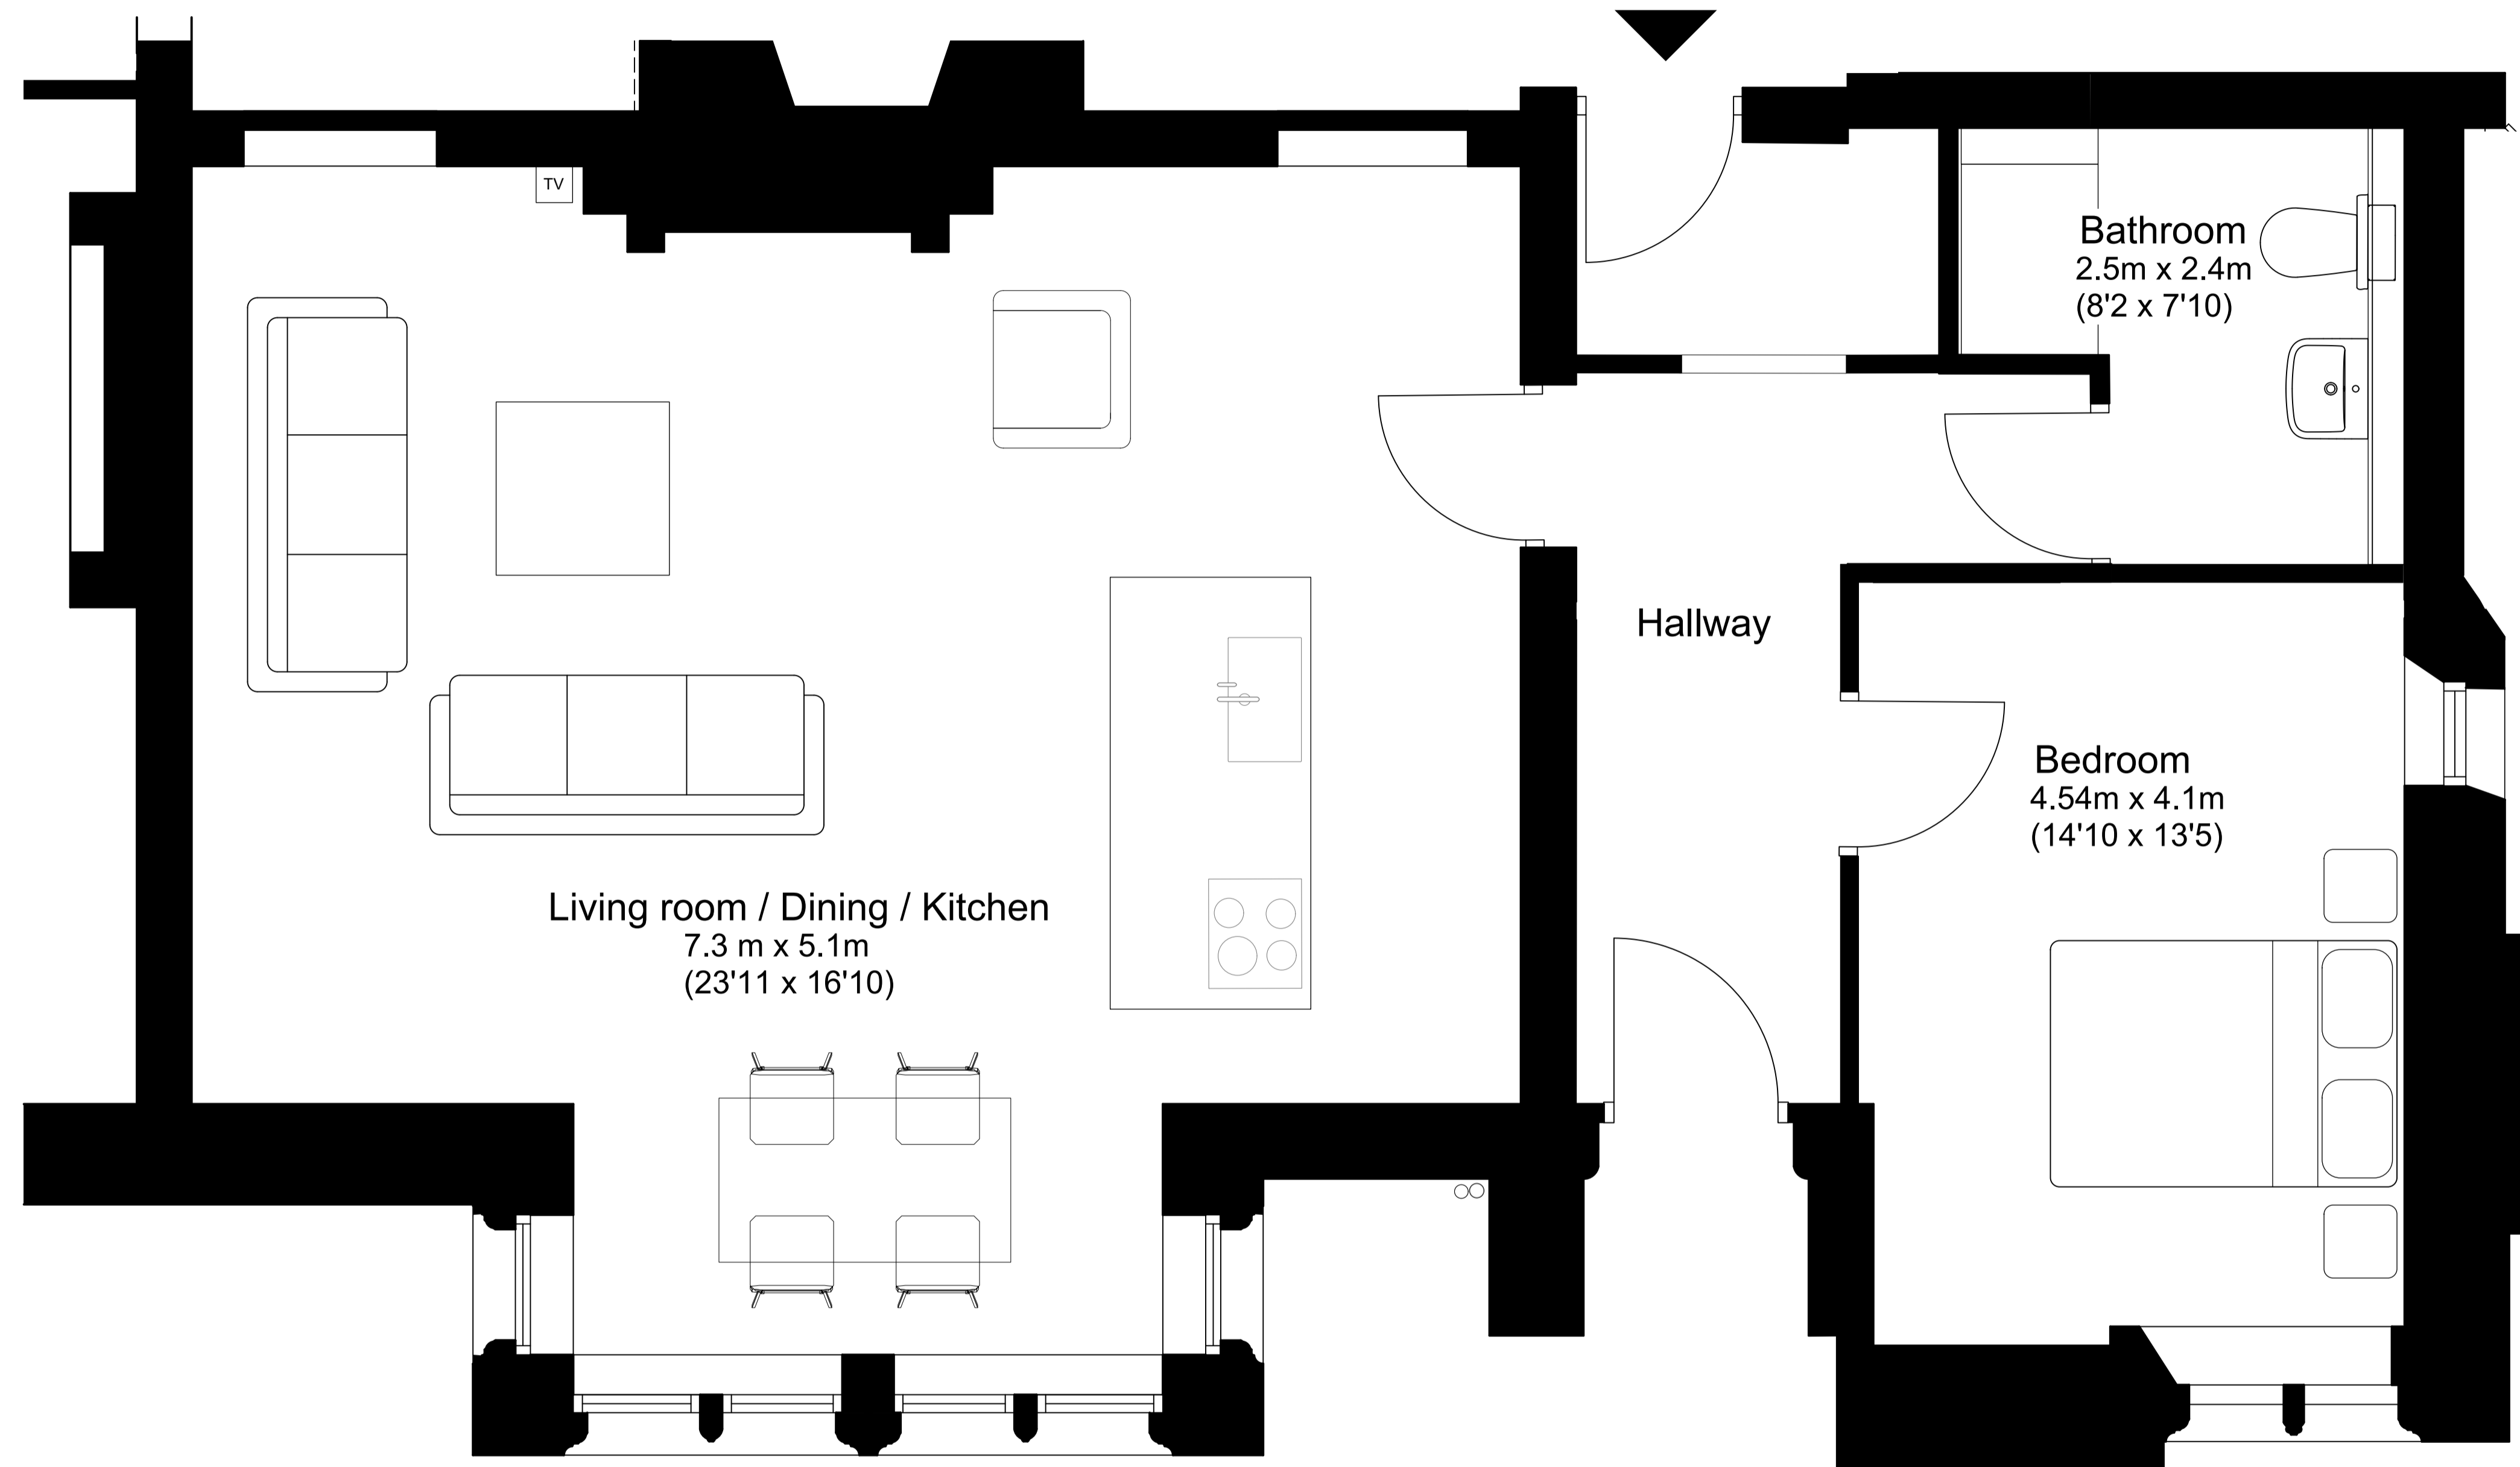 TV
Bathroom
2.5m x 2.4m
(8'2 x 7'10)
Hallway
Bedroom
4.54m x 4.1m
(14'10 x 13'5)
Living room / Dining / Kitchen
7.3 m x 5.1m
(23'11 x 16'10)